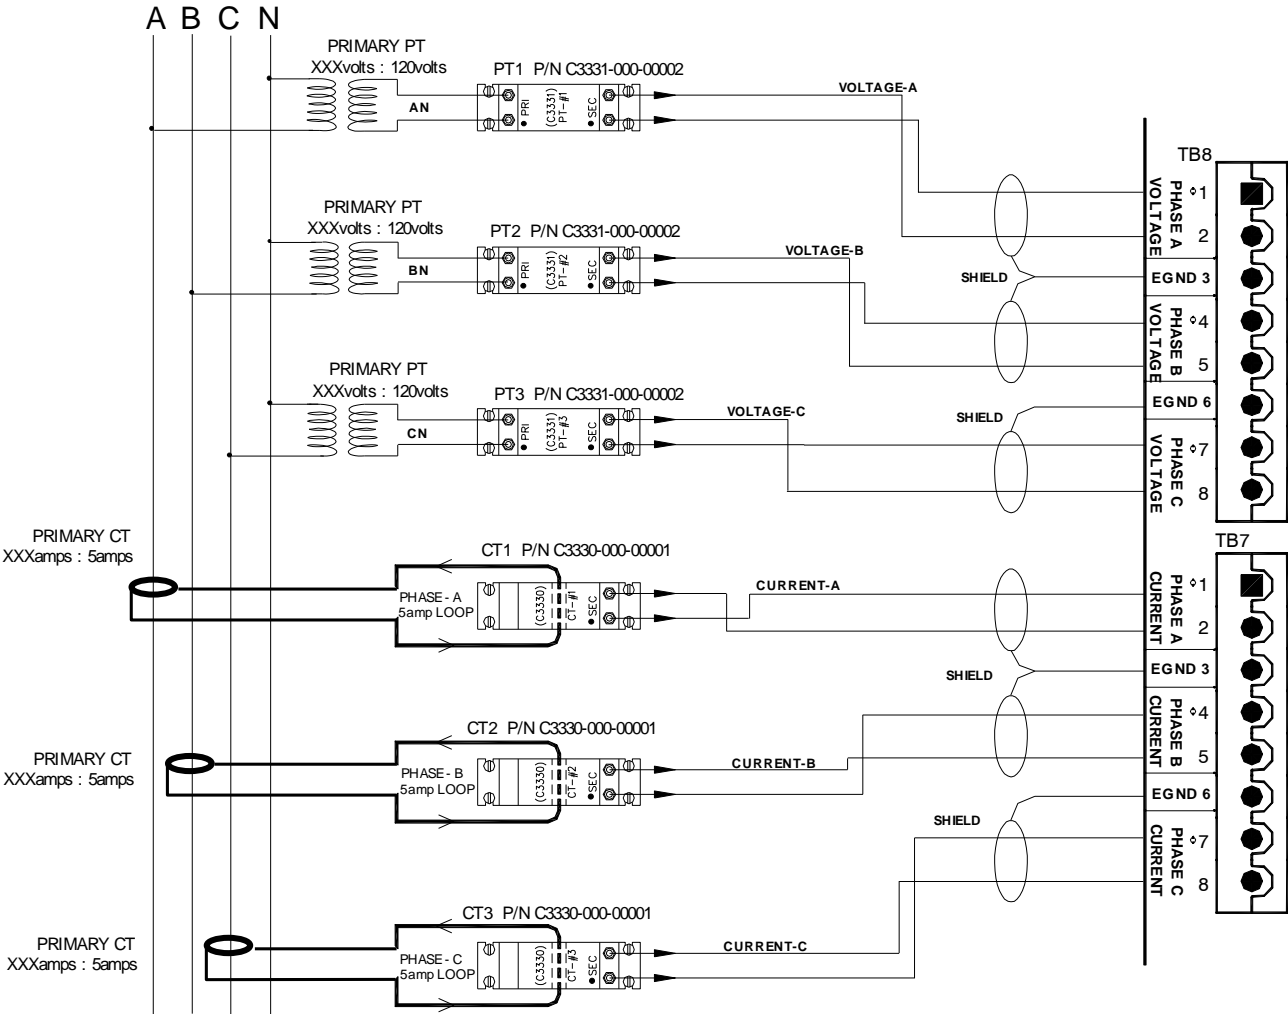 A B C N
PRIMARY PT
XXXvolts : 120volts
PT1 P/N C3331-000-00002
AN
PRI
(C3331)
PT-#1
SEC
VOLTAGE-A
PRIMARY PT
XXXvolts : 120volts
PT2 P/N C3331-000-00002
BN
PRI
(C3331)
PT-#2
SEC
VOLTAGE-B
PRIMARY PT
XXXvolts : 120volts
PT3 P/N C3331-000-00002
CN
PRI
(C3331)
PT-#3
SEC
VOLTAGE-C
TB8
PHASE A
VOLTAGE
1
2
SHIELD
EGND 3
PHASE B
VOLTAGE
4
5
SHIELD
EGND 6
PHASE C
VOLTAGE
7
8
PRIMARY CT
XXXamps : 5amps
CT1 P/N C3330-000-00001
PHASE - A
5amp LOOP
(C3330)
CT-#1
SEC
CURRENT-A
PRIMARY CT
XXXamps : 5amps
CT2 P/N C3330-000-00001
PHASE - B
5amp LOOP
(C3330)
CT-#2
SEC
CURRENT-B
PRIMARY CT
XXXamps : 5amps
CT3 P/N C3330-000-00001
PHASE - C
5amp LOOP
(C3330)
CT-#3
SEC
CURRENT-C
TB7
PHASE A
CURRENT
1
2
SHIELD
EGND 3
PHASE B
CURRENT
4
5
SHIELD
EGND 6
PHASE C
CURRENT
7
8